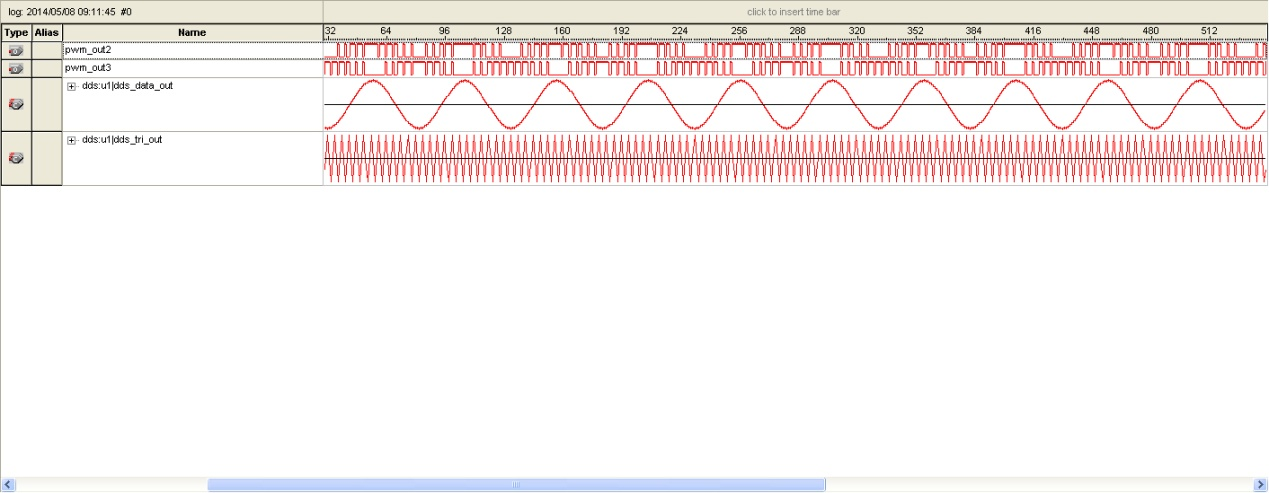 log: 2014/05/08 09:11:45 #0 click to insert time bar
Type Alias Name 32 64 96 128 160 192 224 256 288 320 352 384 416 448 480 512
pwm_out2
pwm_out3
dds:u1|dds_data_out
dds:u1|dds_tri_out